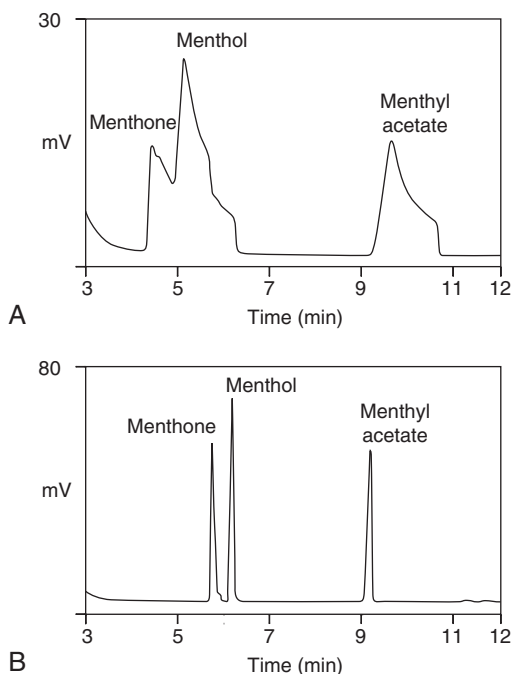 30
Menthol
Menthone
Menthyl
acetate
mV
3 5 7 9 11 12
Time (min)
A
80
Menthol
Menthone
Menthyl
acetate
mV
3 5 7 9 11 12
Time (min)
B